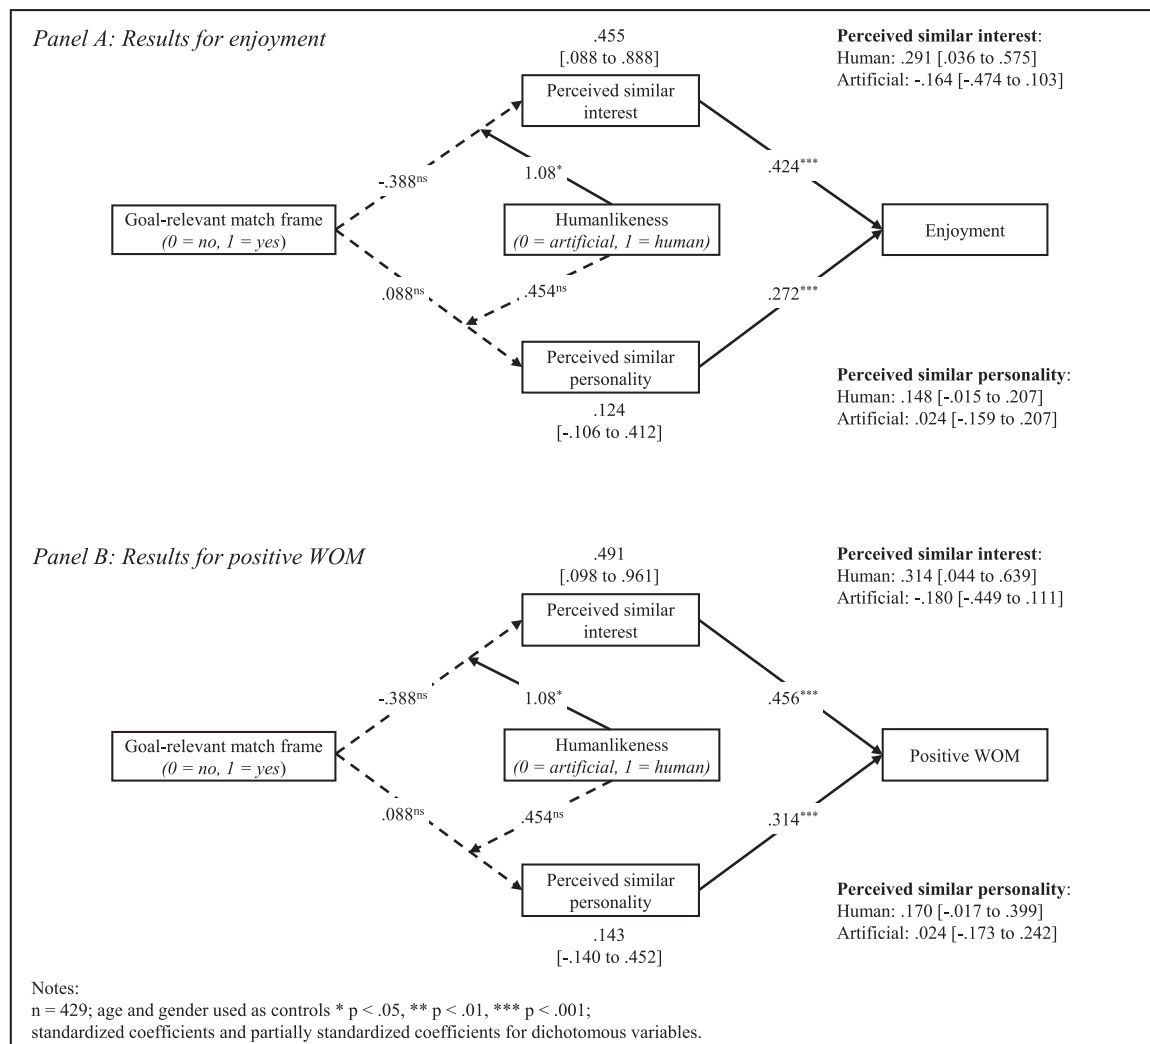 Panel A: Results for enjoyment
.455
[.088 to .888]
Perceived similar interest:
Human: .291 [.036 to .575]
Artificial: -.164 [-.474 to .103]
Perceived similar
interest
-.388ns
1.08*
.424***
Goal-relevant match frame
(0 = no, 1 = yes)
Humanlikeness
(0 = artificial, 1 = human)
Enjoyment
.088ns
.454ns
.272***
Perceived similar
personality
.124
[-.106 to .412]
Perceived similar personality:
Human: .148 [-.015 to .207]
Artificial: .024 [-.159 to .207]
Panel B: Results for positive WOM
.491
[.098 to .961]
Perceived similar interest:
Human: .314 [.044 to .639]
Artificial: -.180 [-.449 to .111]
Perceived similar
interest
-.388ns
1.08*
.456***
Goal-relevant match frame
(0 = no, 1 = yes)
Humanlikeness
(0 = artificial, 1 = human)
Positive WOM
.088ns
.454ns
.314***
Perceived similar
personality
.143
[-.140 to .452]
Perceived similar personality:
Human: .170 [-.017 to .399]
Artificial: .024 [-.173 to .242]
Notes:
n = 429; age and gender used as controls * p < .05, ** p < .01, *** p < .001;
standardized coefficients and partially standardized coefficients for dichotomous variables.